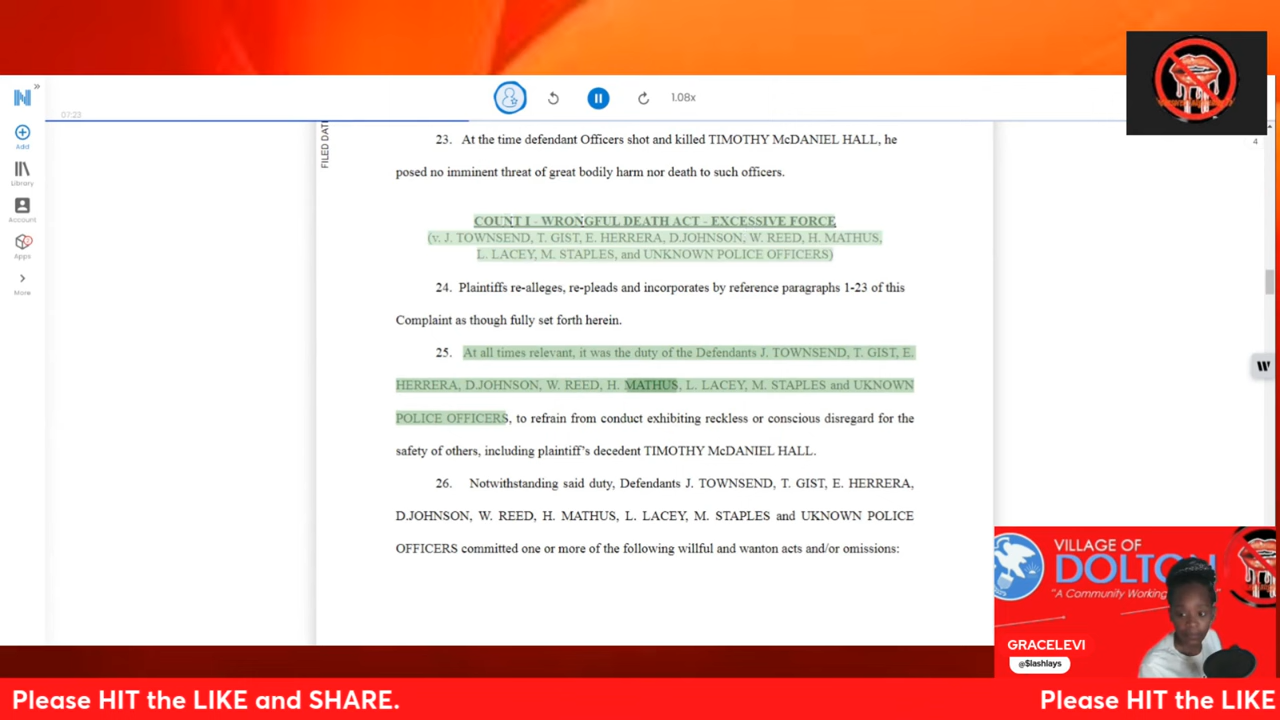 N
»
07:23
1.08x
4
Add
Library
Account
Apps
More
FILED DAT
23. At the time defendant Officers shot and killed TIMOTHY McDANIEL HALL, he
posed no imminent threat of great bodily harm nor death to such officers.
COUNT I - WRONGFUL DEATH ACT - EXCESSIVE FORCE
(v. J. TOWNSEND, T. GIST, E. HERRERA, D.JOHNSON, W. REED, H. MATHUS,
L. LACEY, M. STAPLES, and UNKNOWN POLICE OFFICERS)
24. Plaintiffs re-alleges, re-pleads and incorporates by reference paragraphs 1-23 of this
Complaint as though fully set forth herein.
25. At all times relevant, it was the duty of the Defendants J. TOWNSEND, T. GIST, E.
HERRERA, D.JOHNSON, W. REED, H. MATHUS, L. LACEY, M. STAPLES and UKNOWN
POLICE OFFICERS, to refrain from conduct exhibiting reckless or conscious disregard for the
safety of others, including plaintiff's decedent TIMOTHY McDANIEL HALL.
26. Notwithstanding said duty, Defendants J. TOWNSEND, T. GIST, E. HERRERA,
D.JOHNSON, W. REED, H. MATHUS, L. LACEY, M. STAPLES and UKNOWN POLICE
OFFICERS committed one or more of the following willful and wanton acts and/or omissions:
W
VILLAGE OF
DOLTON
"A Community Working
GRACELEVI
@$lashlays
Please HIT the LIKE and SHARE.
Please HIT the LIKE